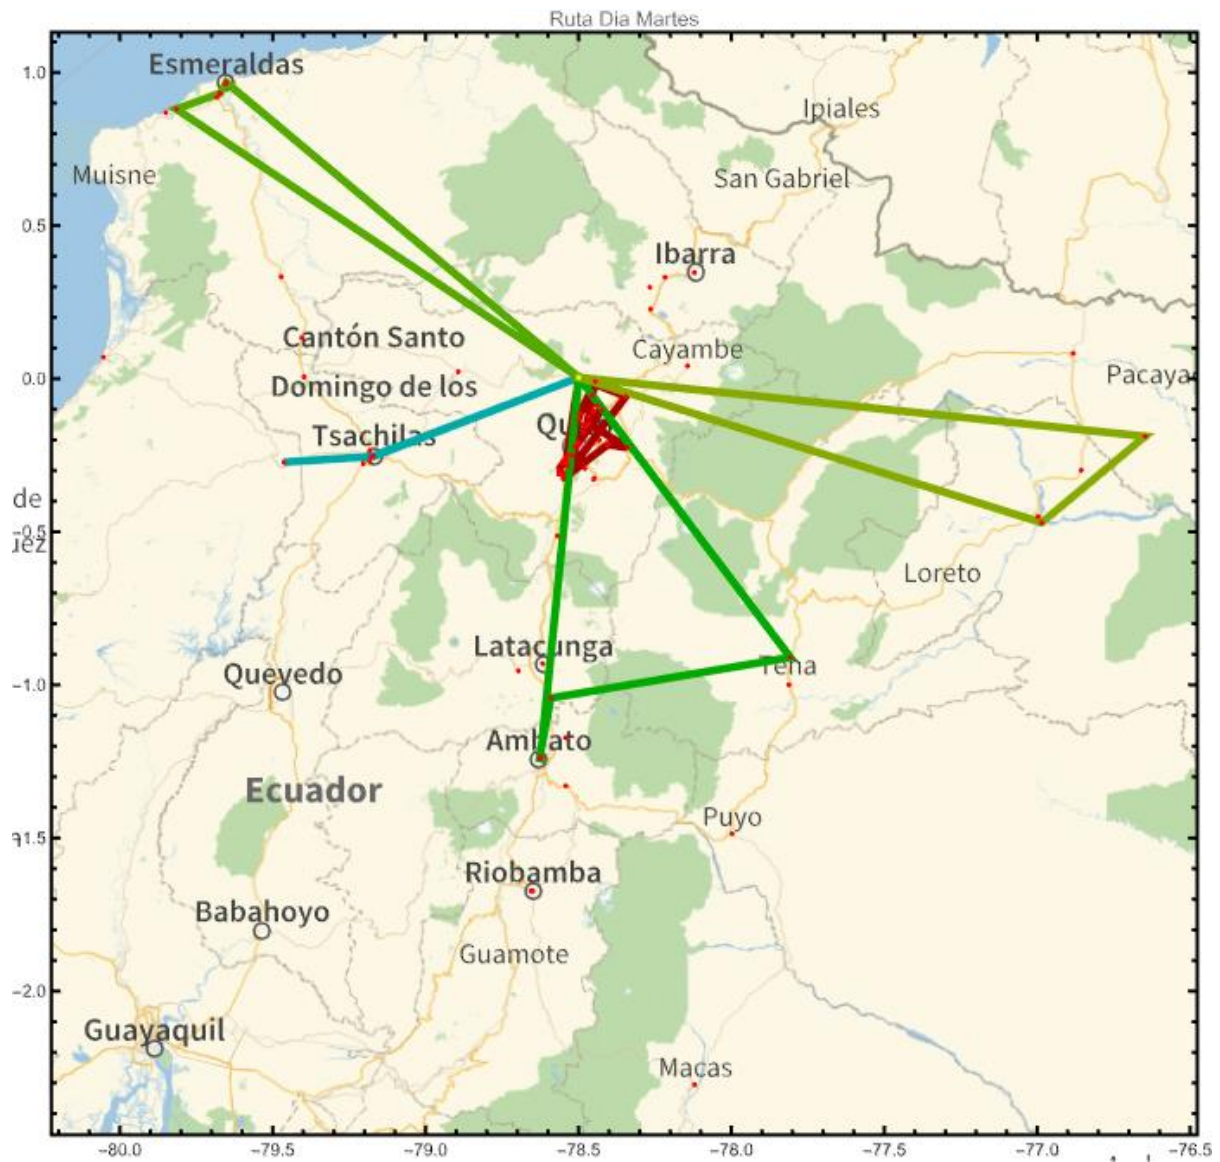 Ruta Dia Martes
1.0
Esmeraldas
Ipiales
Muisne
San Gabriel
0.5
Ibarra
Cantón Santo
Cayambe
0.0
Domingo de los
Pacaya
Tsachilas
Qu
de
−0.5
uez
Loreto
Latacunga
Tena
Quevedo
−1.0
Ambato
Ecuador
Puyo
−1.5
Riobamba
Babahoyo
Guamote
−2.0
Guayaquil
Macas
−80.0 −79.5 −79.0 −78.5 −78.0 −77.5 −77.0 −76.5